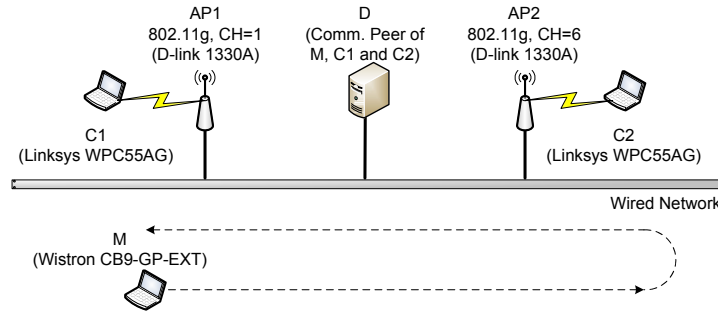 AP1
802.11g, CH=1
(D-link 1330A)
D
(Comm. Peer of
M, C1 and C2)
AP2
802.11g, CH=6
(D-link 1330A)
C1
(Linksys WPC55AG)
C2
(Linksys WPC55AG)
Wired Network
M
(Wistron CB9-GP-EXT)